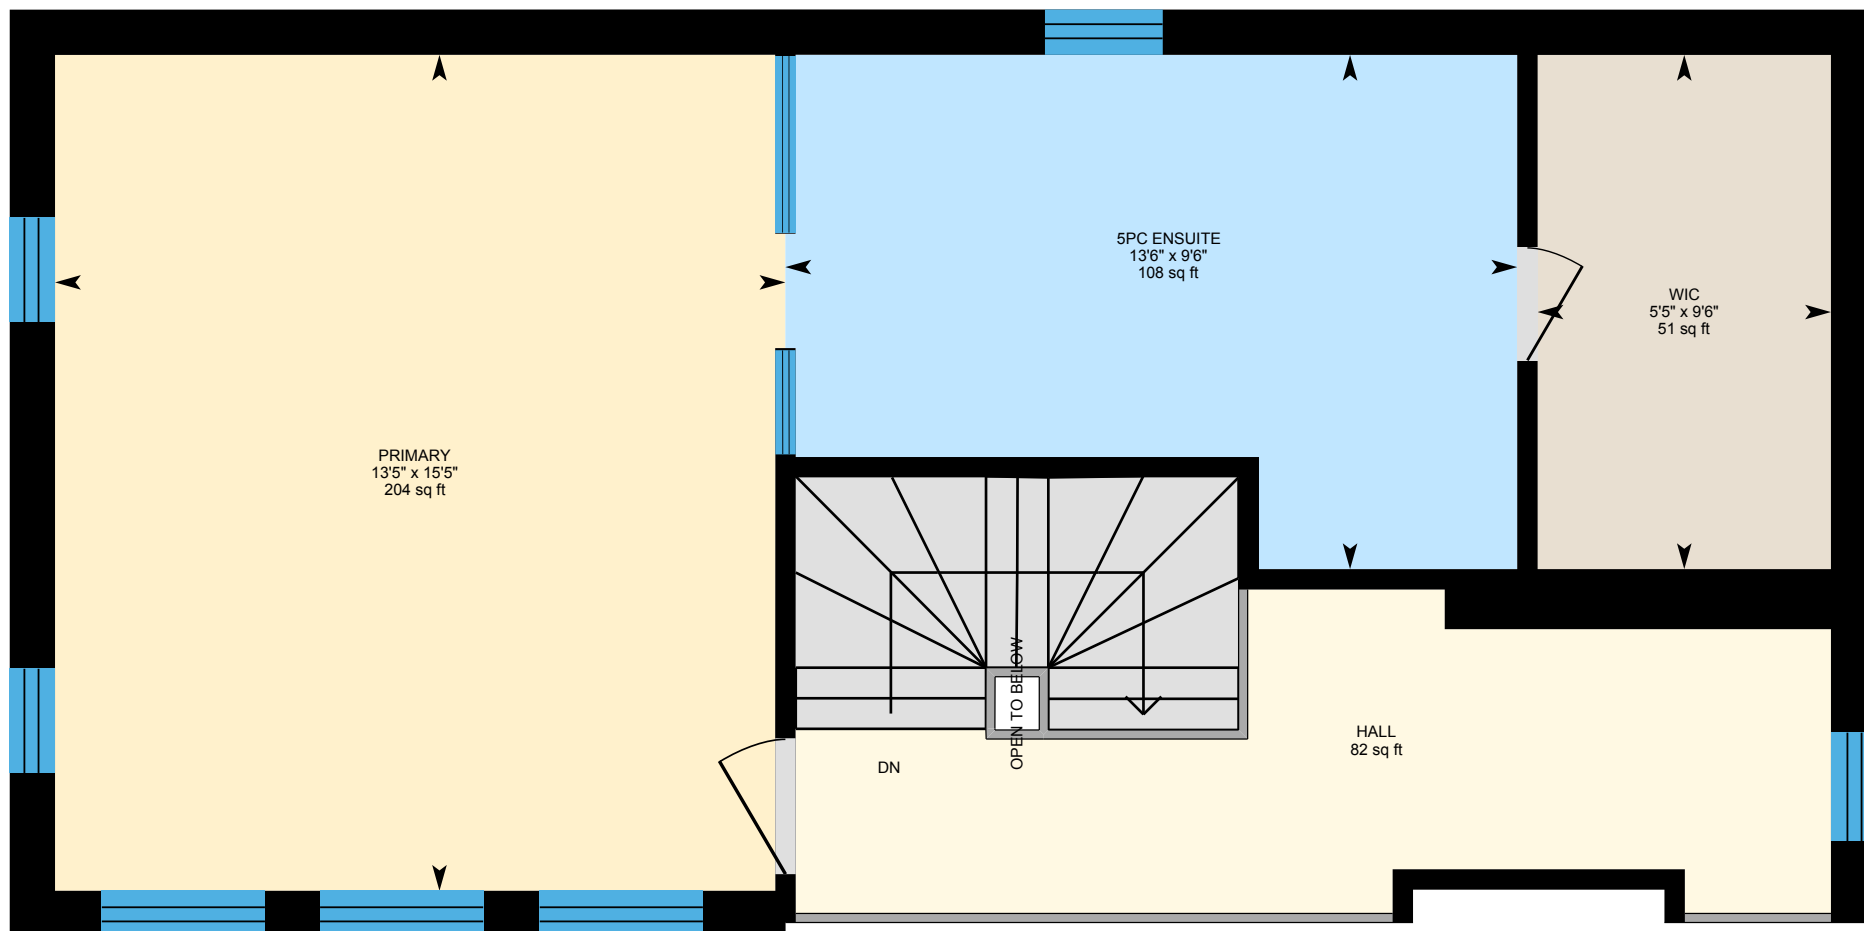 5PC ENSUITE
13'6" x 9'6"
108 sq ft
WIC
5'5" x 9'6"
51 sq ft
PRIMARY
13'5" x 15'5"
204 sq ft
OPEN TO BELOW
HALL
82 sq ft
DN